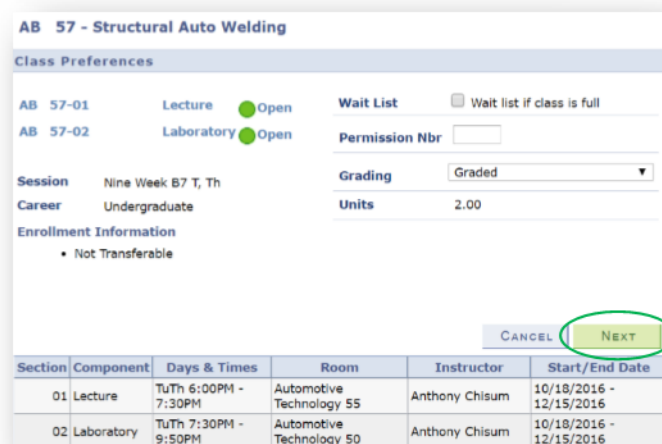 AB 57 - Structural Auto Welding
Class Preferences
AB 57-01 Lecture Open
AB 57-02 Laboratory Open
Session Nine Week B7 T, Th
Career Undergraduate
Enrollment Information
• Not Transferable
Wait List Wait list if class is full
Permission Nbr
Grading Graded
Units 2.00
CANCEL NEXT
Section Component Days & Times Room Instructor Start/End Date
01 Lecture TuTh 6:00PM - Automotive Anthony Chisum 10/18/2016 -
7:30PM Technology 55 12/15/2016
02 Laboratory TuTh 7:30PM - Automotive Anthony Chisum 10/18/2016 -
9:50PM Technology 50 12/15/2016